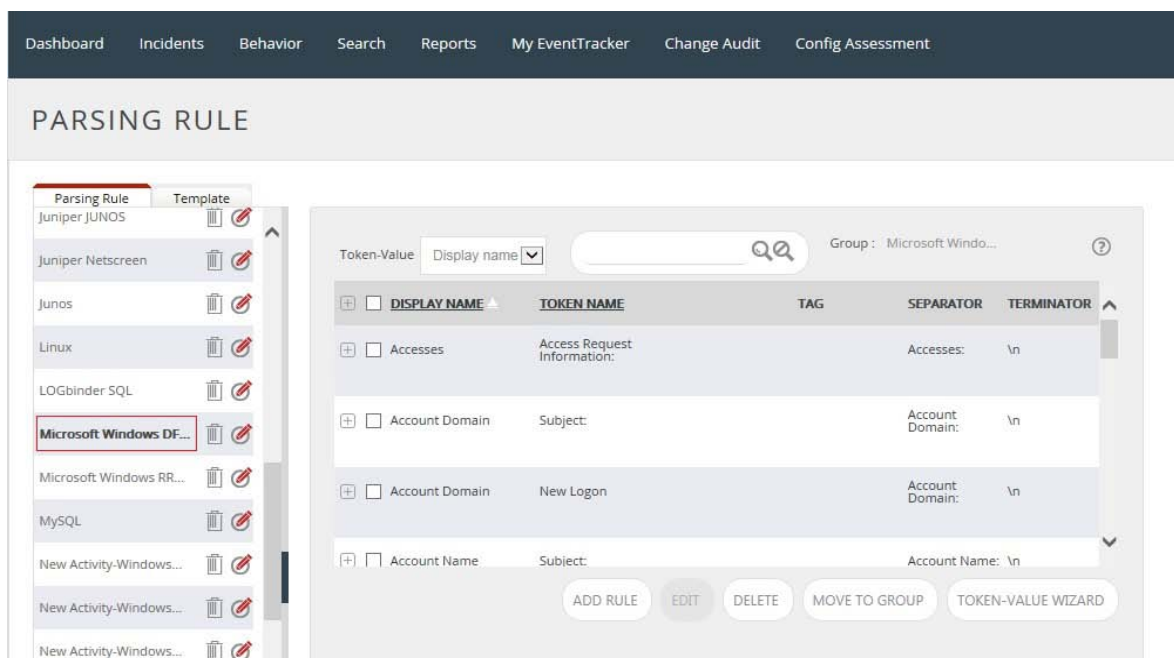 Dashboard Incidents Behavior Search Reports My EventTracker Change Audit Config Assessment
PARSING RULE
Parsing Rule Template
Juniper JUNOS
Juniper Netscreen
Junos
Linux
LOGbinder SQL
Microsoft Windows DF...
Microsoft Windows RR...
MySQL
New Activity-Windows...
New Activity-Windows...
New Activity-Windows...
Token-Value Display name Group : Microsoft Windo... ?
DISPLAY NAME TOKEN NAME TAG SEPARATOR TERMINATOR
Accesses Access Request Accesses: \n
Information:
Account Domain Subject: Account \n
Domain:
Account Domain New Logon Account \n
Domain:
Account Name Subject: Account Name: \n
ADD RULE EDIT DELETE MOVE TO GROUP TOKEN-VALUE WIZARD